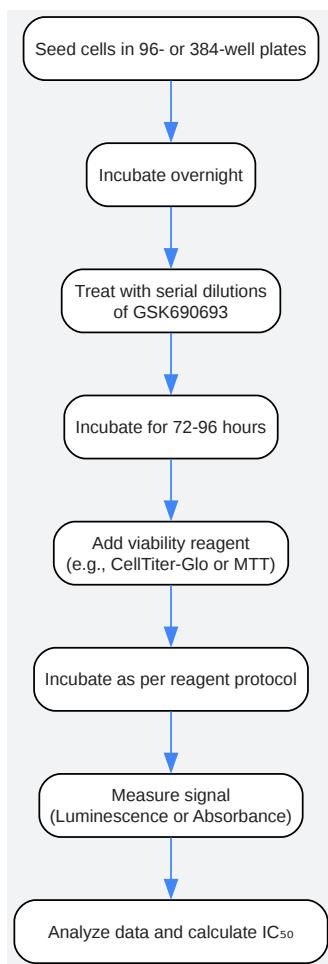 Seed cells in 96- or 384-well plates
Incubate overnight
Treat with serial dilutions
of GSK690693
Incubate for 72-96 hours
Add viability reagent
(e.g., CellTiter-Glo or MTT)
Incubate as per reagent protocol
Measure signal
(Luminescence or Absorbance)
Analyze data and calculate IC₅₀